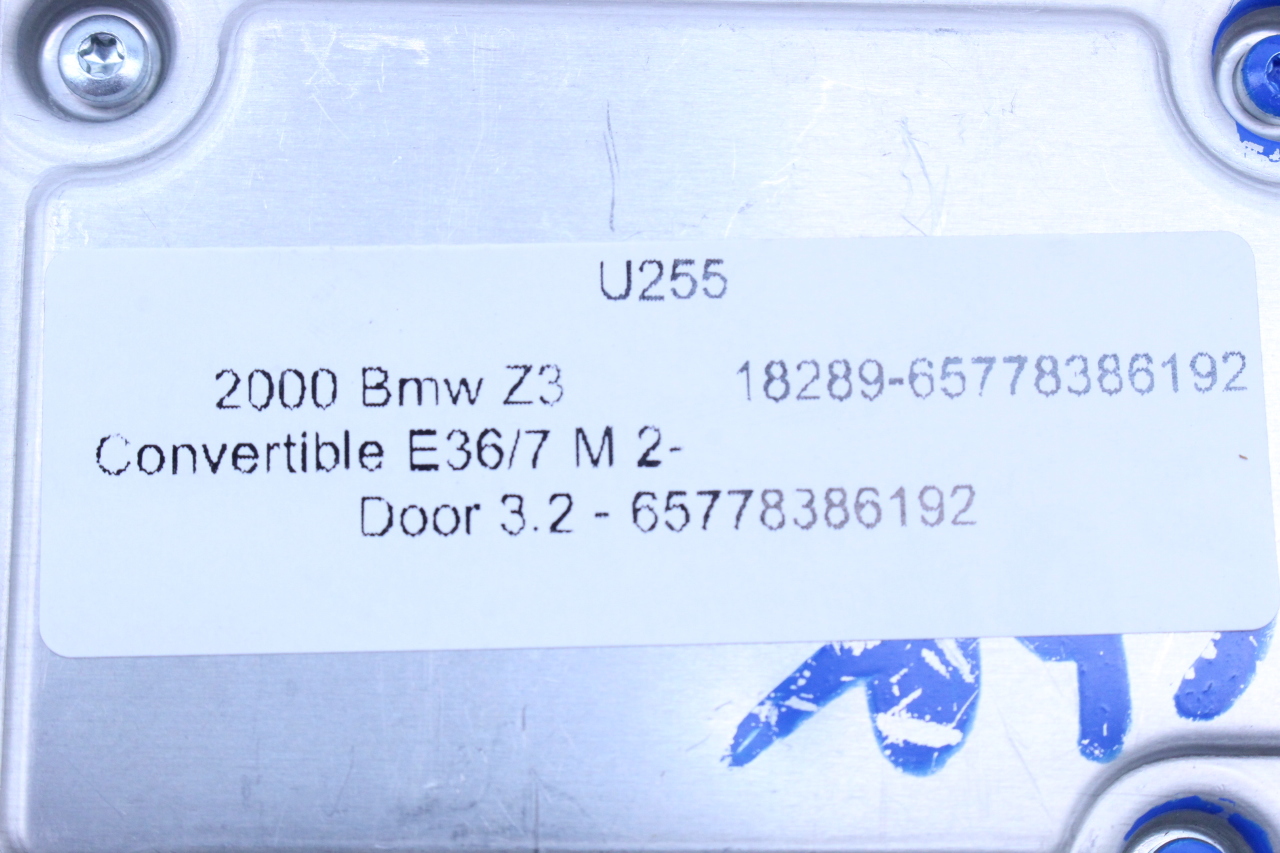 U255
2000 Bmw Z3 18289-65778386192
Convertible E36/7 M 2-
Door 3.2 - 65778386192